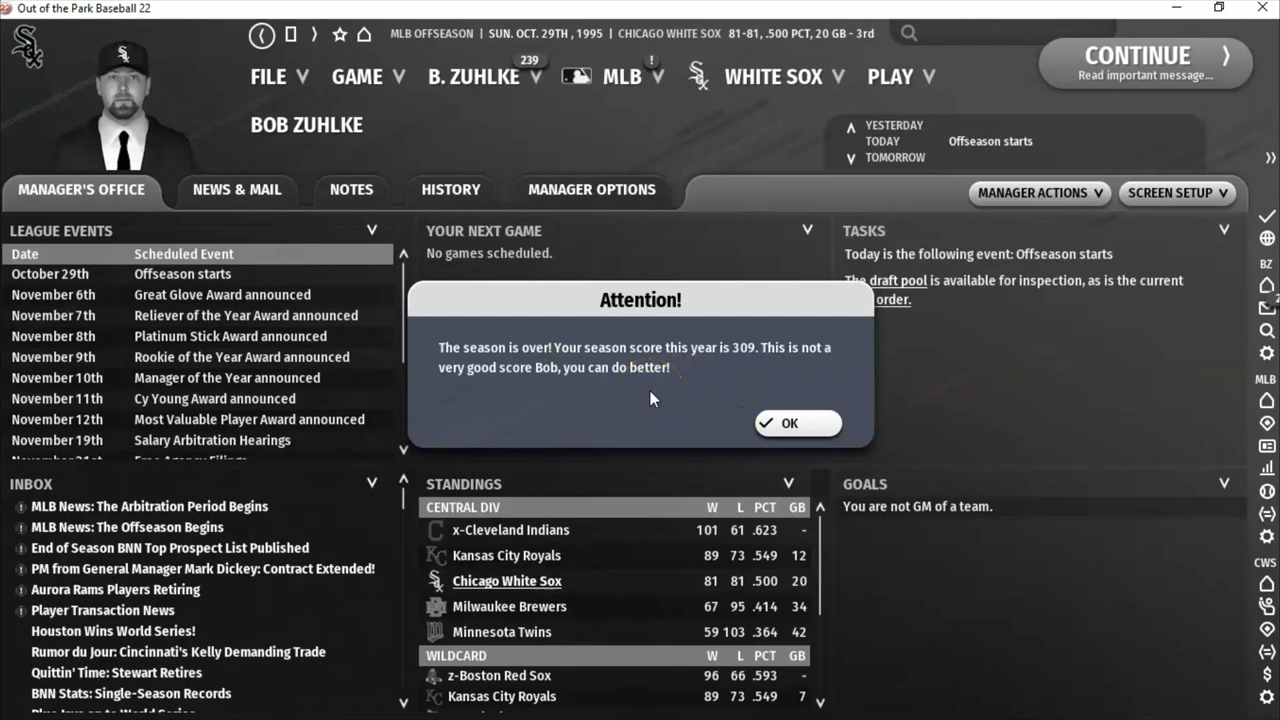 Out of the Park Baseball 22
MLB OFFSEASON | SUN. OCT. 29TH , 1995 | CHICAGO WHITE SOX 81-81, .500 PCT, 20 GB - 3rd
CONTINUE
Read important message...
239
!
FILE GAME B. ZUHLKE MLB WHITE SOX PLAY
BOB ZUHLKE
YESTERDAY
TODAY Offseason starts
TOMORROW
MANAGER'S OFFICE NEWS & MAIL NOTES HISTORY MANAGER OPTIONS MANAGER ACTIONS SCREEN SETUP
LEAGUE EVENTS
Date Scheduled Event
October 29th Offseason starts
November 6th Great Glove Award announced
November 7th Reliever of the Year Award announced
November 8th Platinum Stick Award announced
November 9th Rookie of the Year Award announced
November 10th Manager of the Year announced
November 11th Cy Young Award announced
November 12th Most Valuable Player Award announced
November 19th Salary Arbitration Hearings
YOUR NEXT GAME
No games scheduled.
TASKS
Today is the following event: Offseason starts
The draft pool is available for inspection, as is the current
order.
Attention!
The season is over! Your season score this year is 309. This is not a
very good score Bob, you can do better!
OK
INBOX
MLB News: The Arbitration Period Begins
MLB News: The Offseason Begins
End of Season BNN Top Prospect List Published
PM from General Manager Mark Dickey: Contract Extended!
Aurora Rams Players Retiring
Player Transaction News
Houston Wins World Series!
Rumor du Jour: Cincinnati's Kelly Demanding Trade
Quittin' Time: Stewart Retires
BNN Stats: Single-Season Records
STANDINGS
CENTRAL DIV W L PCT GB
x-Cleveland Indians 101 61 .623 -
Kansas City Royals 89 73 .549 12
Chicago White Sox 81 81 .500 20
Milwaukee Brewers 67 95 .414 34
Minnesota Twins 59 103 .364 42
WILDCARD W L PCT GB
z-Boston Red Sox 96 66 .593 -
Kansas City Royals 89 73 .549 7
GOALS
You are not GM of a team.
BZ
MLB
CWS